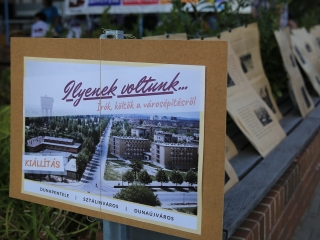 Ilyenek voltunk...
Írók, költők a városépítésről
KIÁLLÍTÁS
DUNAPENTELE | SZTÁLINVÁROS | DUNAÚJVÁROS